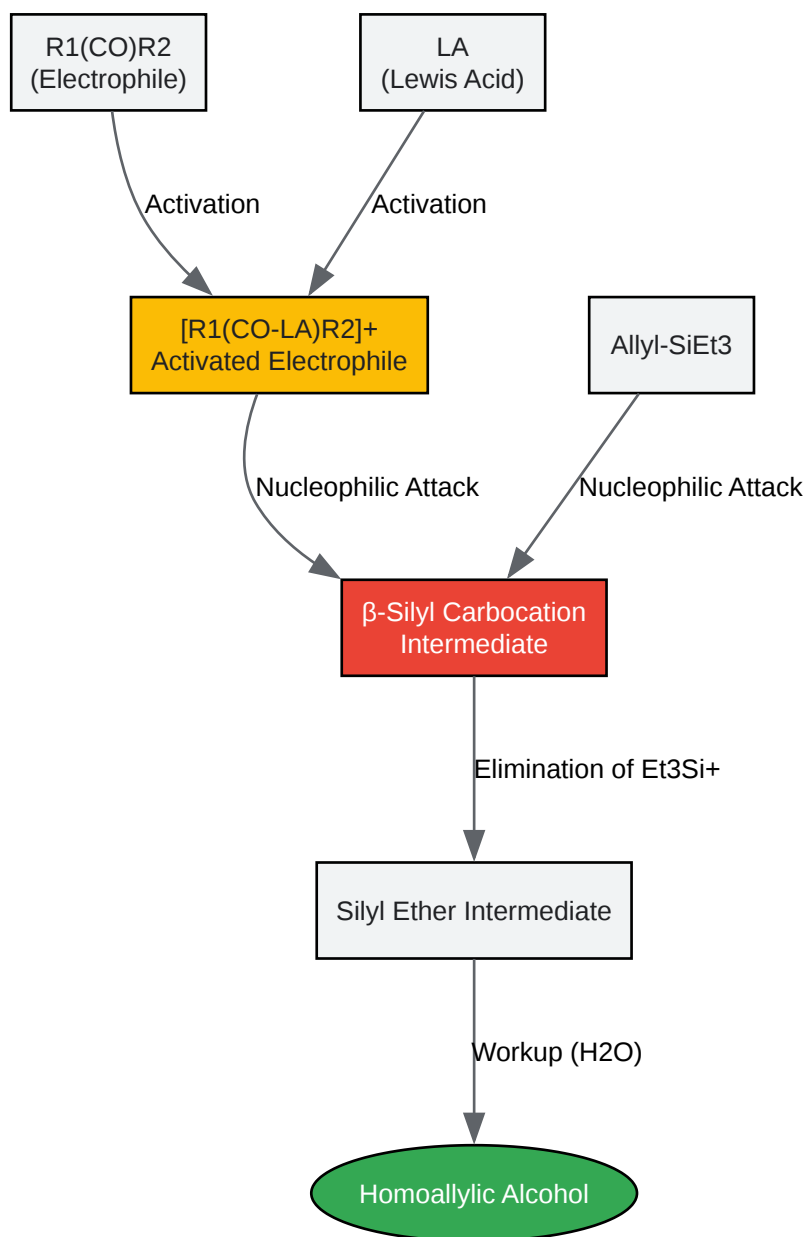 R1(CO)R2
(Electrophile)
LA
(Lewis Acid)
Activation
Activation
[R1(CO-LA)R2]+
Activated Electrophile
Allyl-SiEt3
Nucleophilic Attack
Nucleophilic Attack
β-Silyl Carbocation
Intermediate
Elimination of Et3Si+
Silyl Ether Intermediate
Workup (H2O)
Homoallylic Alcohol